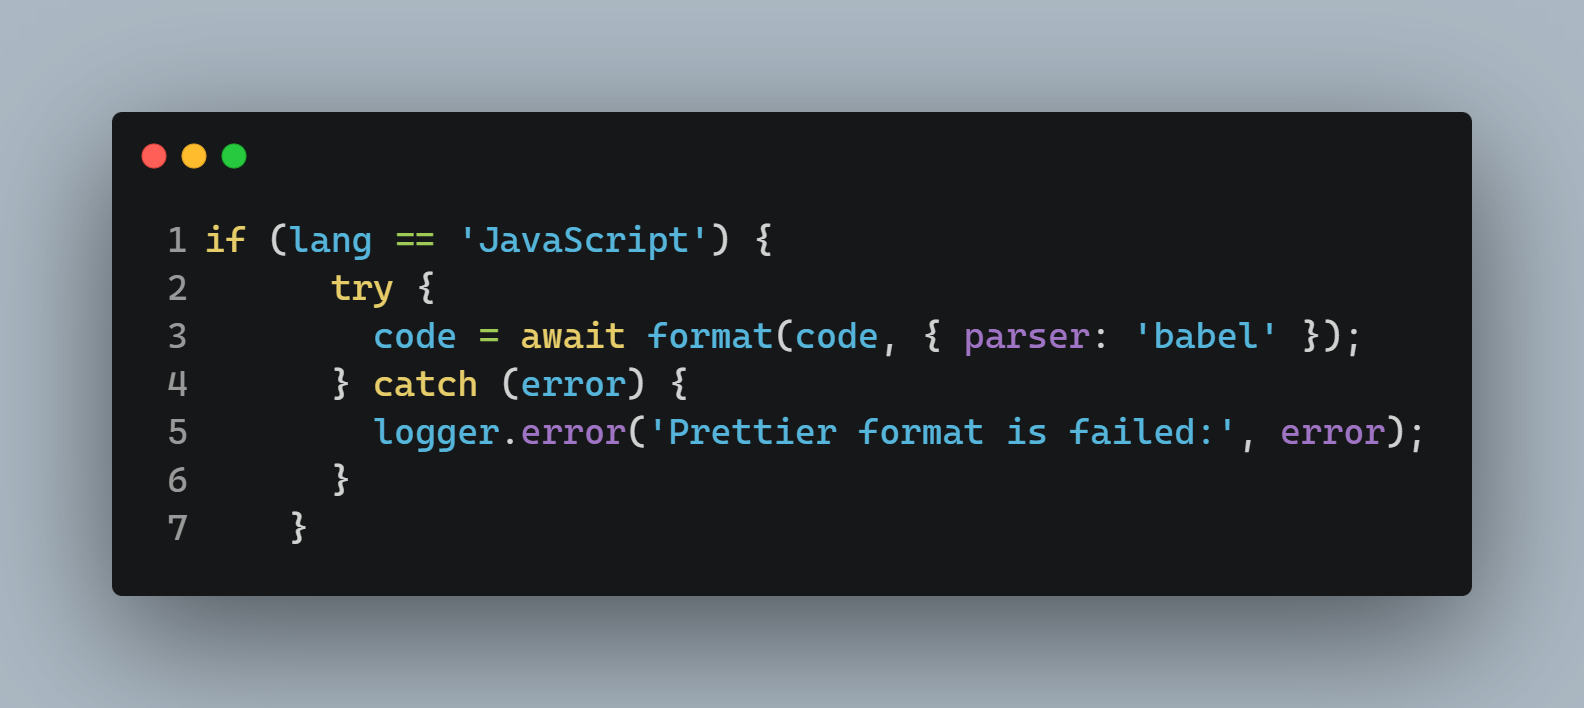 1 if (lang == 'JavaScript') {
2       try {
3         code = await format(code, { parser: 'babel' });
4       } catch (error) {
5         logger.error('Prettier format is failed:', error);
6       }
7     }